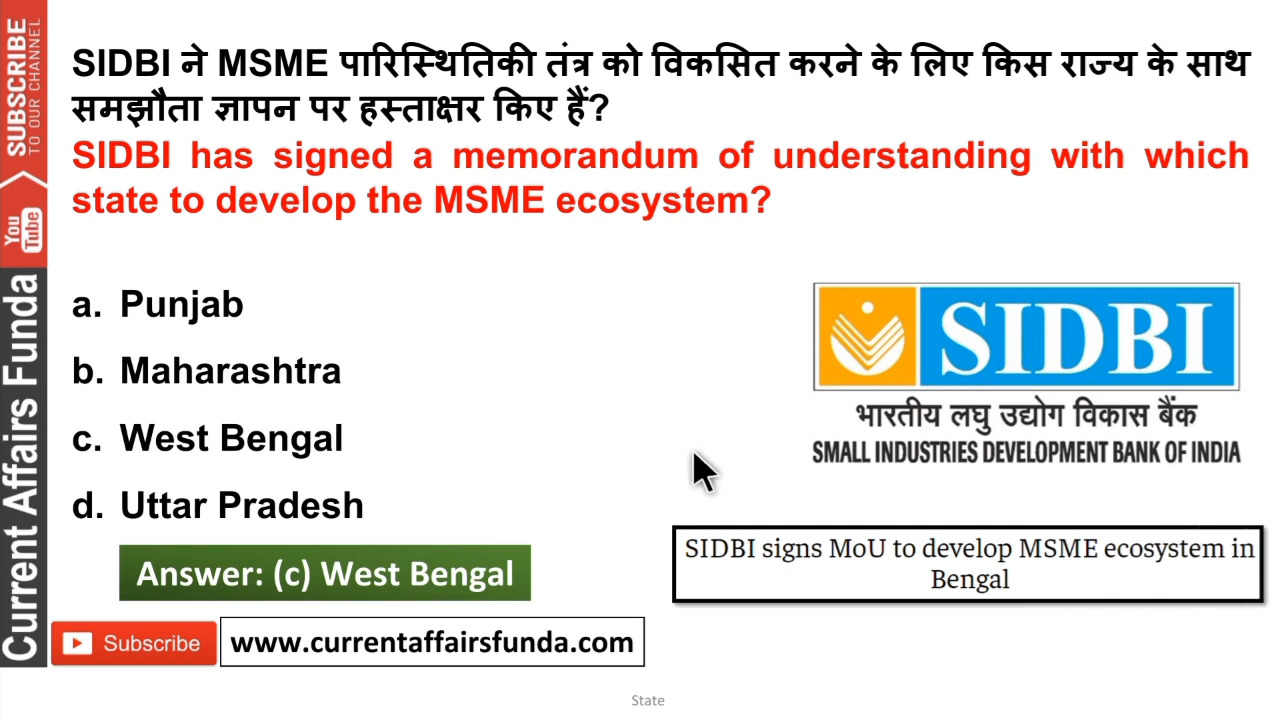 SIDBI ने MSME पारिस्थितिकी तंत्र को विकसित करने के लिए किस राज्य के साथ
समझौता ज्ञापन पर हस्ताक्षर किए हैं?
SIDBI has signed a memorandum of understanding with which
state to develop the MSME ecosystem?
a. Punjab
b. Maharashtra
c. West Bengal
d. Uttar Pradesh
Answer: (c) West Bengal
SIDBI
भारतीय लघु उद्योग विकास बैंक
SMALL INDUSTRIES DEVELOPMENT BANK OF INDIA
SIDBI signs MoU to develop MSME ecosystem in
Bengal
Subscribe
www.currentaffairsfunda.com
State
SUBSCRIBE
TO OUR CHANNEL
You
Tube
Current Affairs Funda